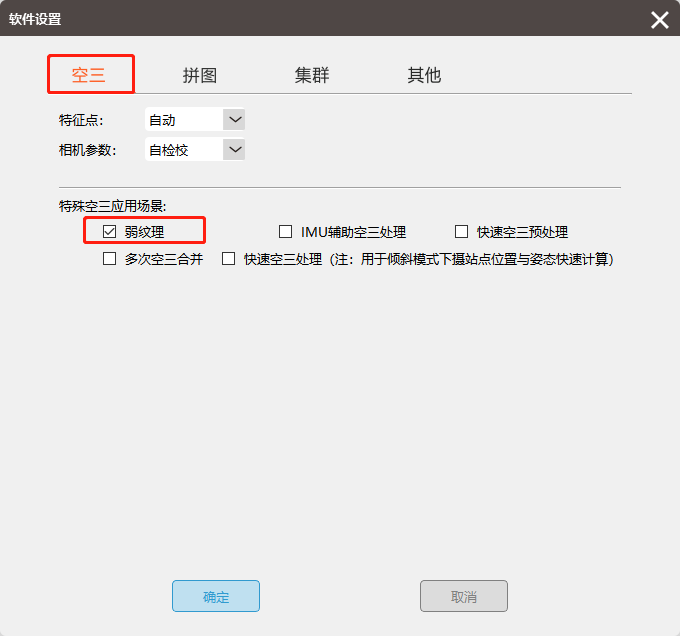 软件设置
空三 拼图 集群 其他
特征点: 自动
相机参数: 自检校
特殊空三应用场景:
弱纹理 IMU辅助空三处理 快速空三预处理
多次空三合并 快速空三处理（注：用于倾斜模式下摄站点位置与姿态快速计算）
确定 取消